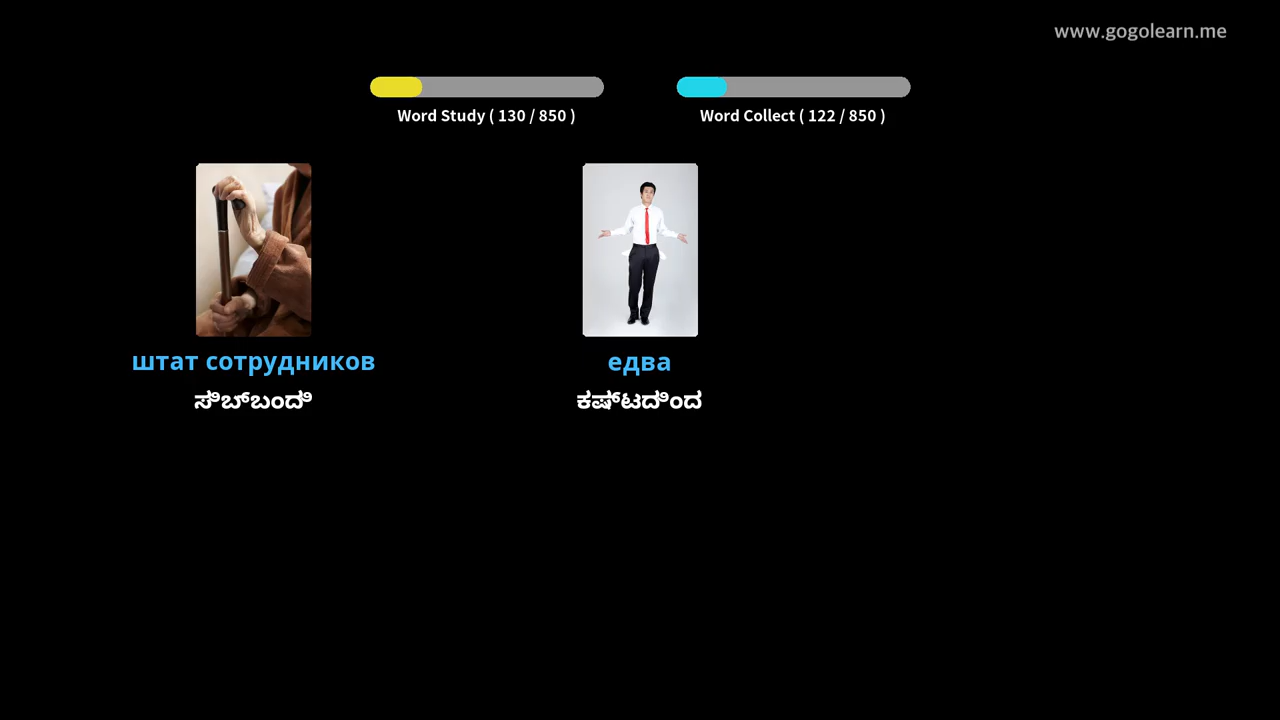 www.gogolearn.me
Word Study ( 130 / 850 )
Word Collect ( 122 / 850 )
штат сотрудников
едва
ಸಿಬ್ಬಂದಿ
ಕಷ್ಟದಿಂದ